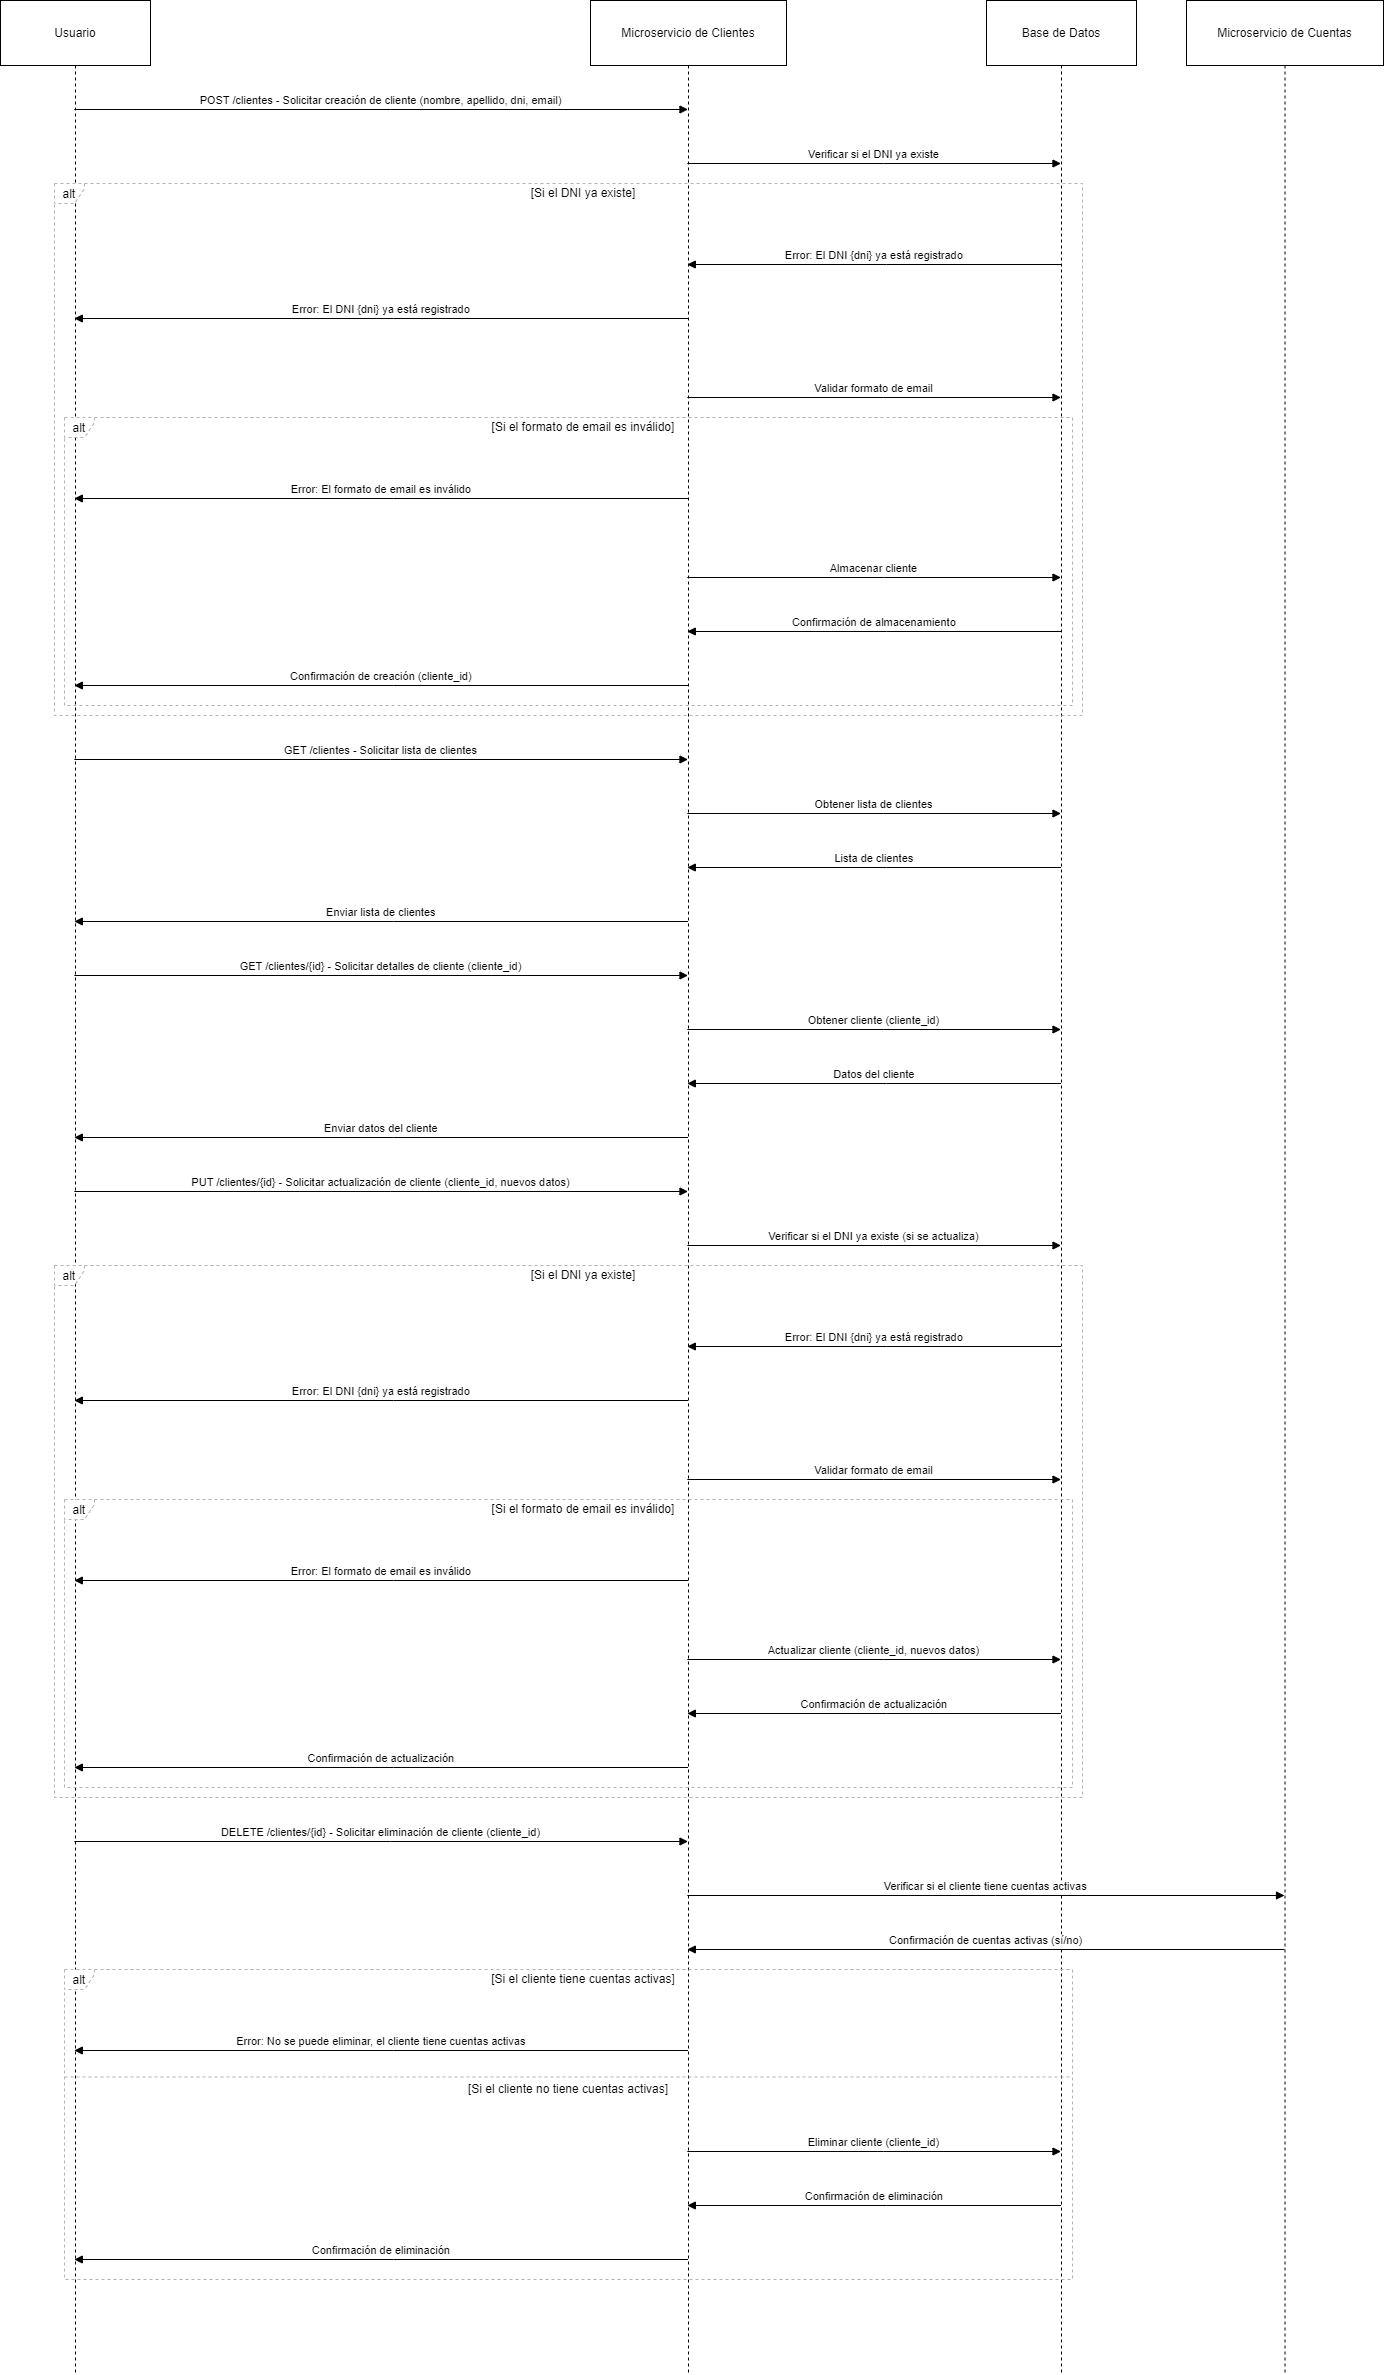 Usuario
Microservicio de Clientes
Base de Datos
Microservicio de Cuentas
POST /clientes - Solicitar creación de cliente (nombre, apellido, dni, email)
Verificar si el DNI ya existe
alt
[Si el DNI ya existe]
Error: El DNI {dni} ya está registrado
Error: El DNI {dni} ya está registrado
Validar formato de email
alt
[Si el formato de email es inválido]
Error: El formato de email es inválido
Almacenar cliente
Confirmación de almacenamiento
Confirmación de creación (cliente_id)
GET /clientes - Solicitar lista de clientes
Obtener lista de clientes
Lista de clientes
Enviar lista de clientes
GET /clientes/{id} - Solicitar detalles de cliente (cliente_id)
Obtener cliente (cliente_id)
Datos del cliente
Enviar datos del cliente
PUT /clientes/{id} - Solicitar actualización de cliente (cliente_id, nuevos datos)
Verificar si el DNI ya existe (si se actualiza)
alt
[Si el DNI ya existe]
Error: El DNI {dni} ya está registrado
Error: El DNI {dni} ya está registrado
Validar formato de email
alt
[Si el formato de email es inválido]
Error: El formato de email es inválido
Actualizar cliente (cliente_id, nuevos datos)
Confirmación de actualización
Confirmación de actualización
DELETE /clientes/{id} - Solicitar eliminación de cliente (cliente_id)
Verificar si el cliente tiene cuentas activas
Confirmación de cuentas activas (sí/no)
alt
[Si el cliente tiene cuentas activas]
Error: No se puede eliminar, el cliente tiene cuentas activas
[Si el cliente no tiene cuentas activas]
Eliminar cliente (cliente_id)
Confirmación de eliminación
Confirmación de eliminación